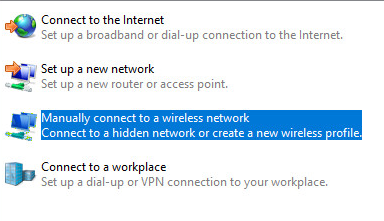 Connect to the Internet
Set up a broadband or dial-up connection to the Internet.
Set up a new network
Set up a new router or access point.
Manually connect to a wireless network
Connect to a hidden network or create a new wireless profile.
Connect to a workplace
Set up a dial-up or VPN connection to your workplace.